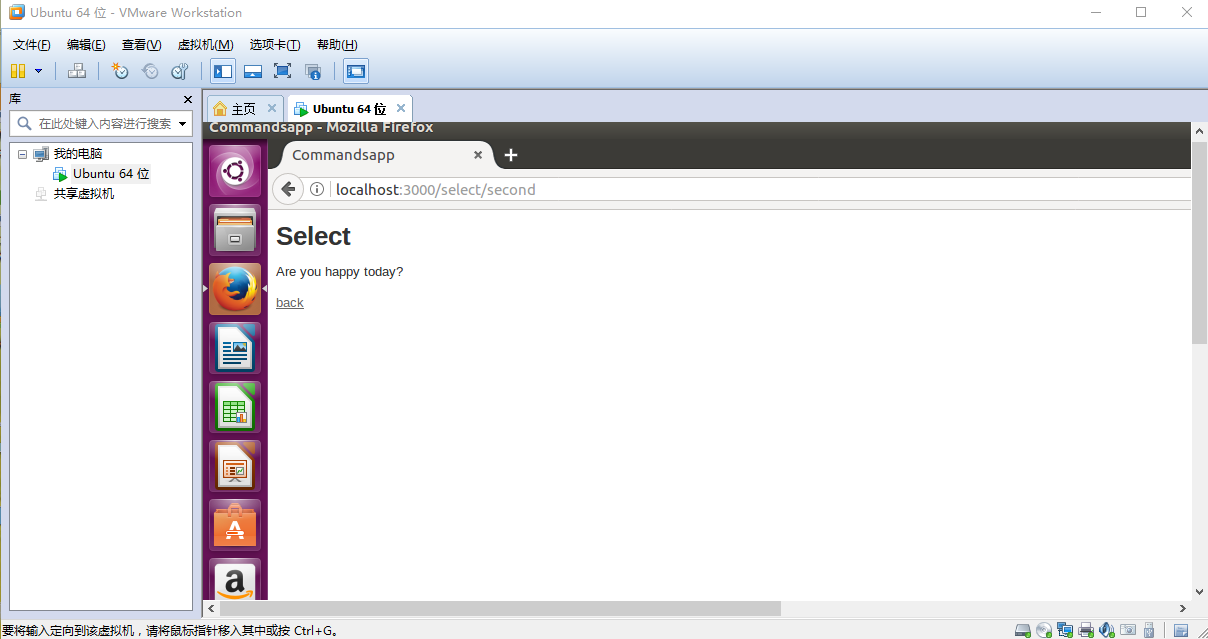 Ubuntu 64 位 - VMware Workstation
文件(F) 编辑(E) 查看(V) 虚拟机(M) 选项卡(T) 帮助(H)
库
在此处键入内容进行搜索
我的电脑
Ubuntu 64 位
共享虚拟机
主页 Ubuntu 64 位
Commandsapp - Mozilla Firefox
Commandsapp
localhost:3000/select/second
Select
Are you happy today?
back
要将输入定向到该虚拟机，请将鼠标指针移入其中或按 Ctrl+G。